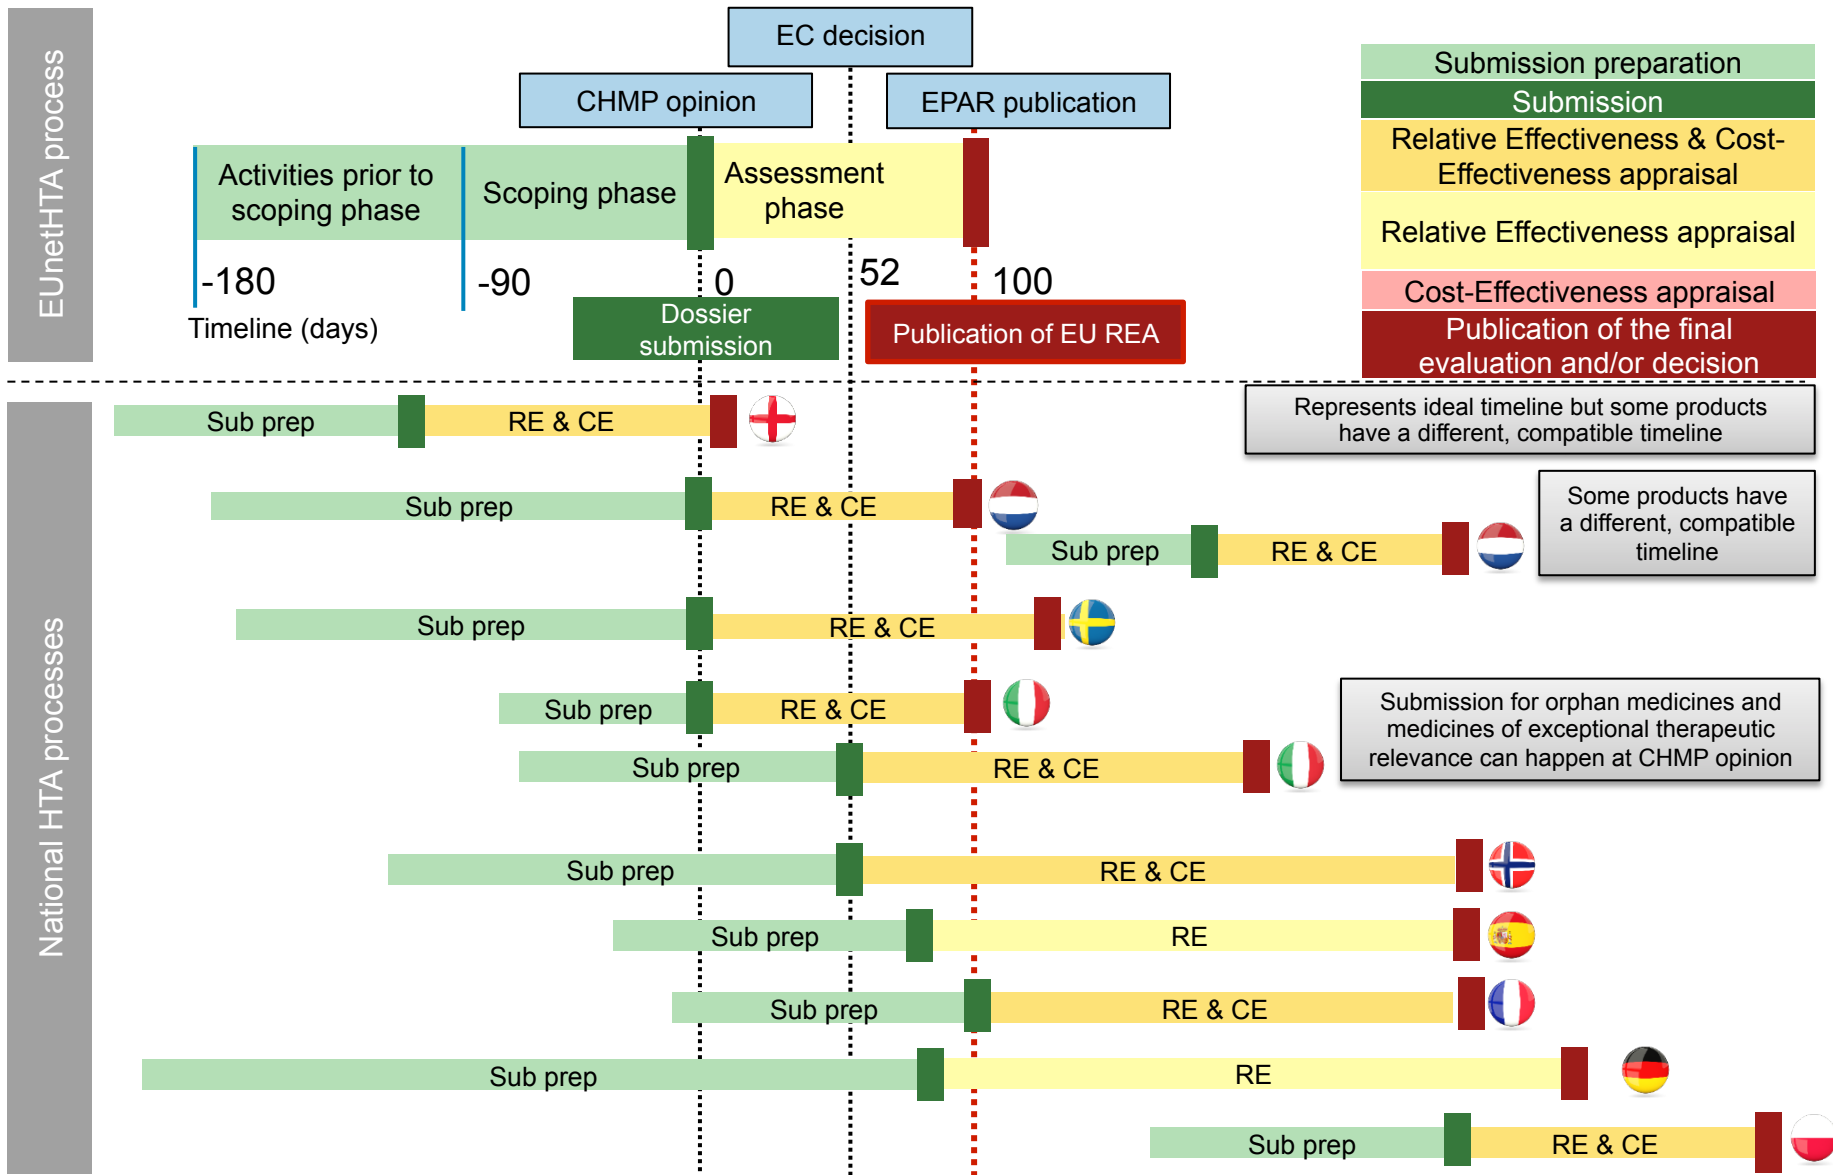 EUnetHTA process
EC decision
CHMP opinion
EPAR publication
Activities prior to
scoping phase
Scoping phase
Assessment
phase
-180
-90
0
52
100
Timeline (days)
Dossier
submission
Publication of EU REA
Submission preparation
Submission
Relative Effectiveness & Cost-
Effectiveness appraisal
Relative Effectiveness appraisal
Cost-Effectiveness appraisal
Publication of the final
evaluation and/or decision
National HTA processes
Sub prep
RE & CE
Represents ideal timeline but some products
have a different, compatible timeline
Sub prep
RE & CE
Sub prep
RE & CE
Some products have
a different, compatible
timeline
Sub prep
RE & CE
Sub prep
RE & CE
Submission for orphan medicines and
medicines of exceptional therapeutic
relevance can happen at CHMP opinion
Sub prep
RE & CE
Sub prep
RE & CE
Sub prep
RE
Sub prep
RE & CE
Sub prep
RE
Sub prep
RE & CE